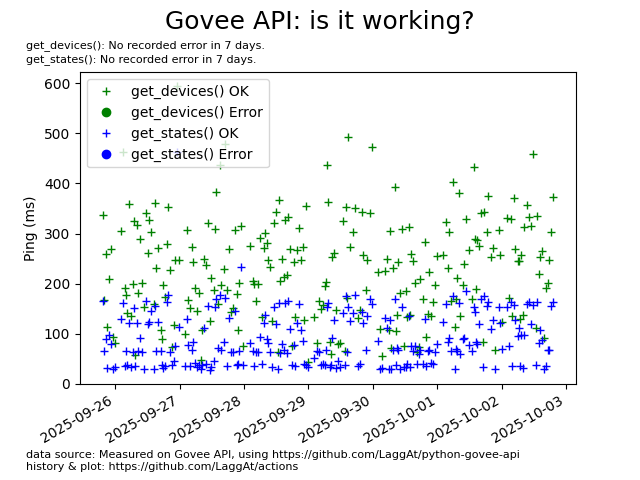 Govee API: is it working?
get_devices(): No recorded error in 7 days.
get_states(): No recorded error in 7 days.
600
500
400
300
200
100
0
Ping (ms)
get_devices() OK
get_devices() Error
get_states() OK
get_states() Error
2025-09-26
2025-09-27
2025-09-28
2025-09-29
2025-09-30
2025-10-01
2025-10-02
2025-10-03
data source: Measured on Govee API, using https://github.com/LaggAt/python-govee-api
history & plot: https://github.com/LaggAt/actions